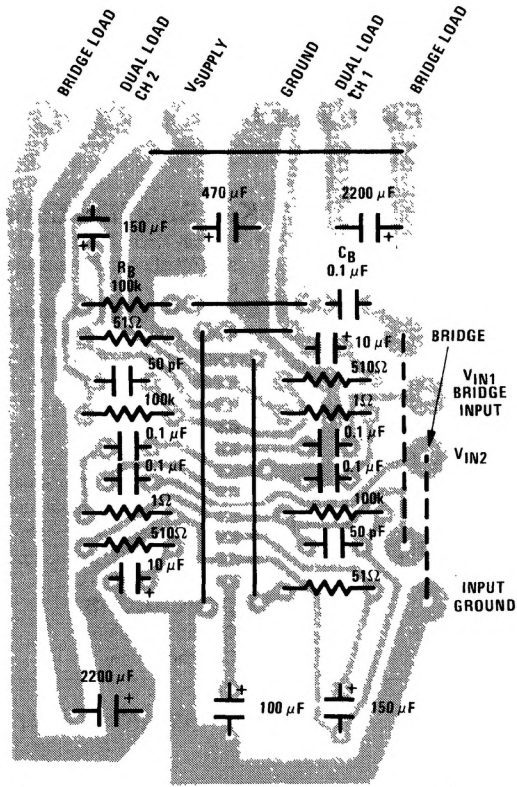 BRIDGE LOAD
DUAL LOAD
CH 2
VSUPPLY
GROUND
DUAL LOAD
CH 1
BRIDGE LOAD
150 µF
+
470 µF
+
2200 µF
+
RB
100k
CB
0.1 µF
51Ω
+
10 µF
BRIDGE
50 pF
510Ω
VIN1
BRIDGE
INPUT
100k
1Ω
0.1 µF
0.1 µF
VIN2
0.1 µF
0.1 µF
1Ω
100k
510Ω
50 pF
10 µF
+
51Ω
INPUT
GROUND
2200 µF
+
+
100 µF
+
150 µF